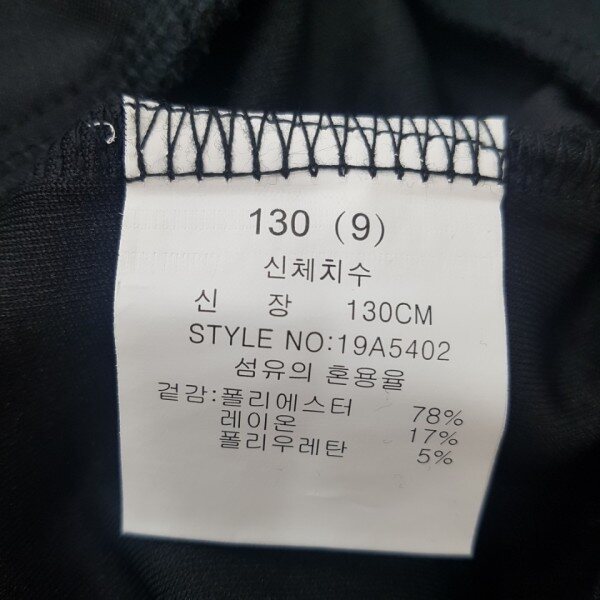 130 (9)
신체치수
신 장 130CM
STYLE NO:19A5402
섬유의 혼용율
겉감:폴리에스터 78%
레이온 17%
폴리우레탄 5%